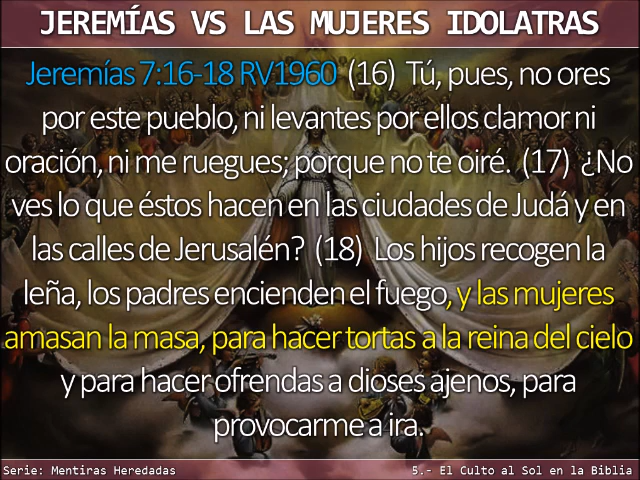 JEREMÍAS VS LAS MUJERES IDOLATRAS
Jeremías 7:16-18 RV1960 (16) Tú, pues, no ores
por este pueblo, ni levantes por ellos clamor ni
oración, ni me ruegues; porque no te oiré. (17) ¿No
ves lo que éstos hacen en las ciudades de Judá y en
las calles de Jerusalén? (18) Los hijos recogen la
leña, los padres encienden el fuego, y las mujeres
amasan la masa, para hacer tortas a la reina del cielo
y para hacer ofrendas a dioses ajenos, para
provocarme a ira.
Serie: Mentiras Heredadas
5.- El Culto al Sol en la Biblia